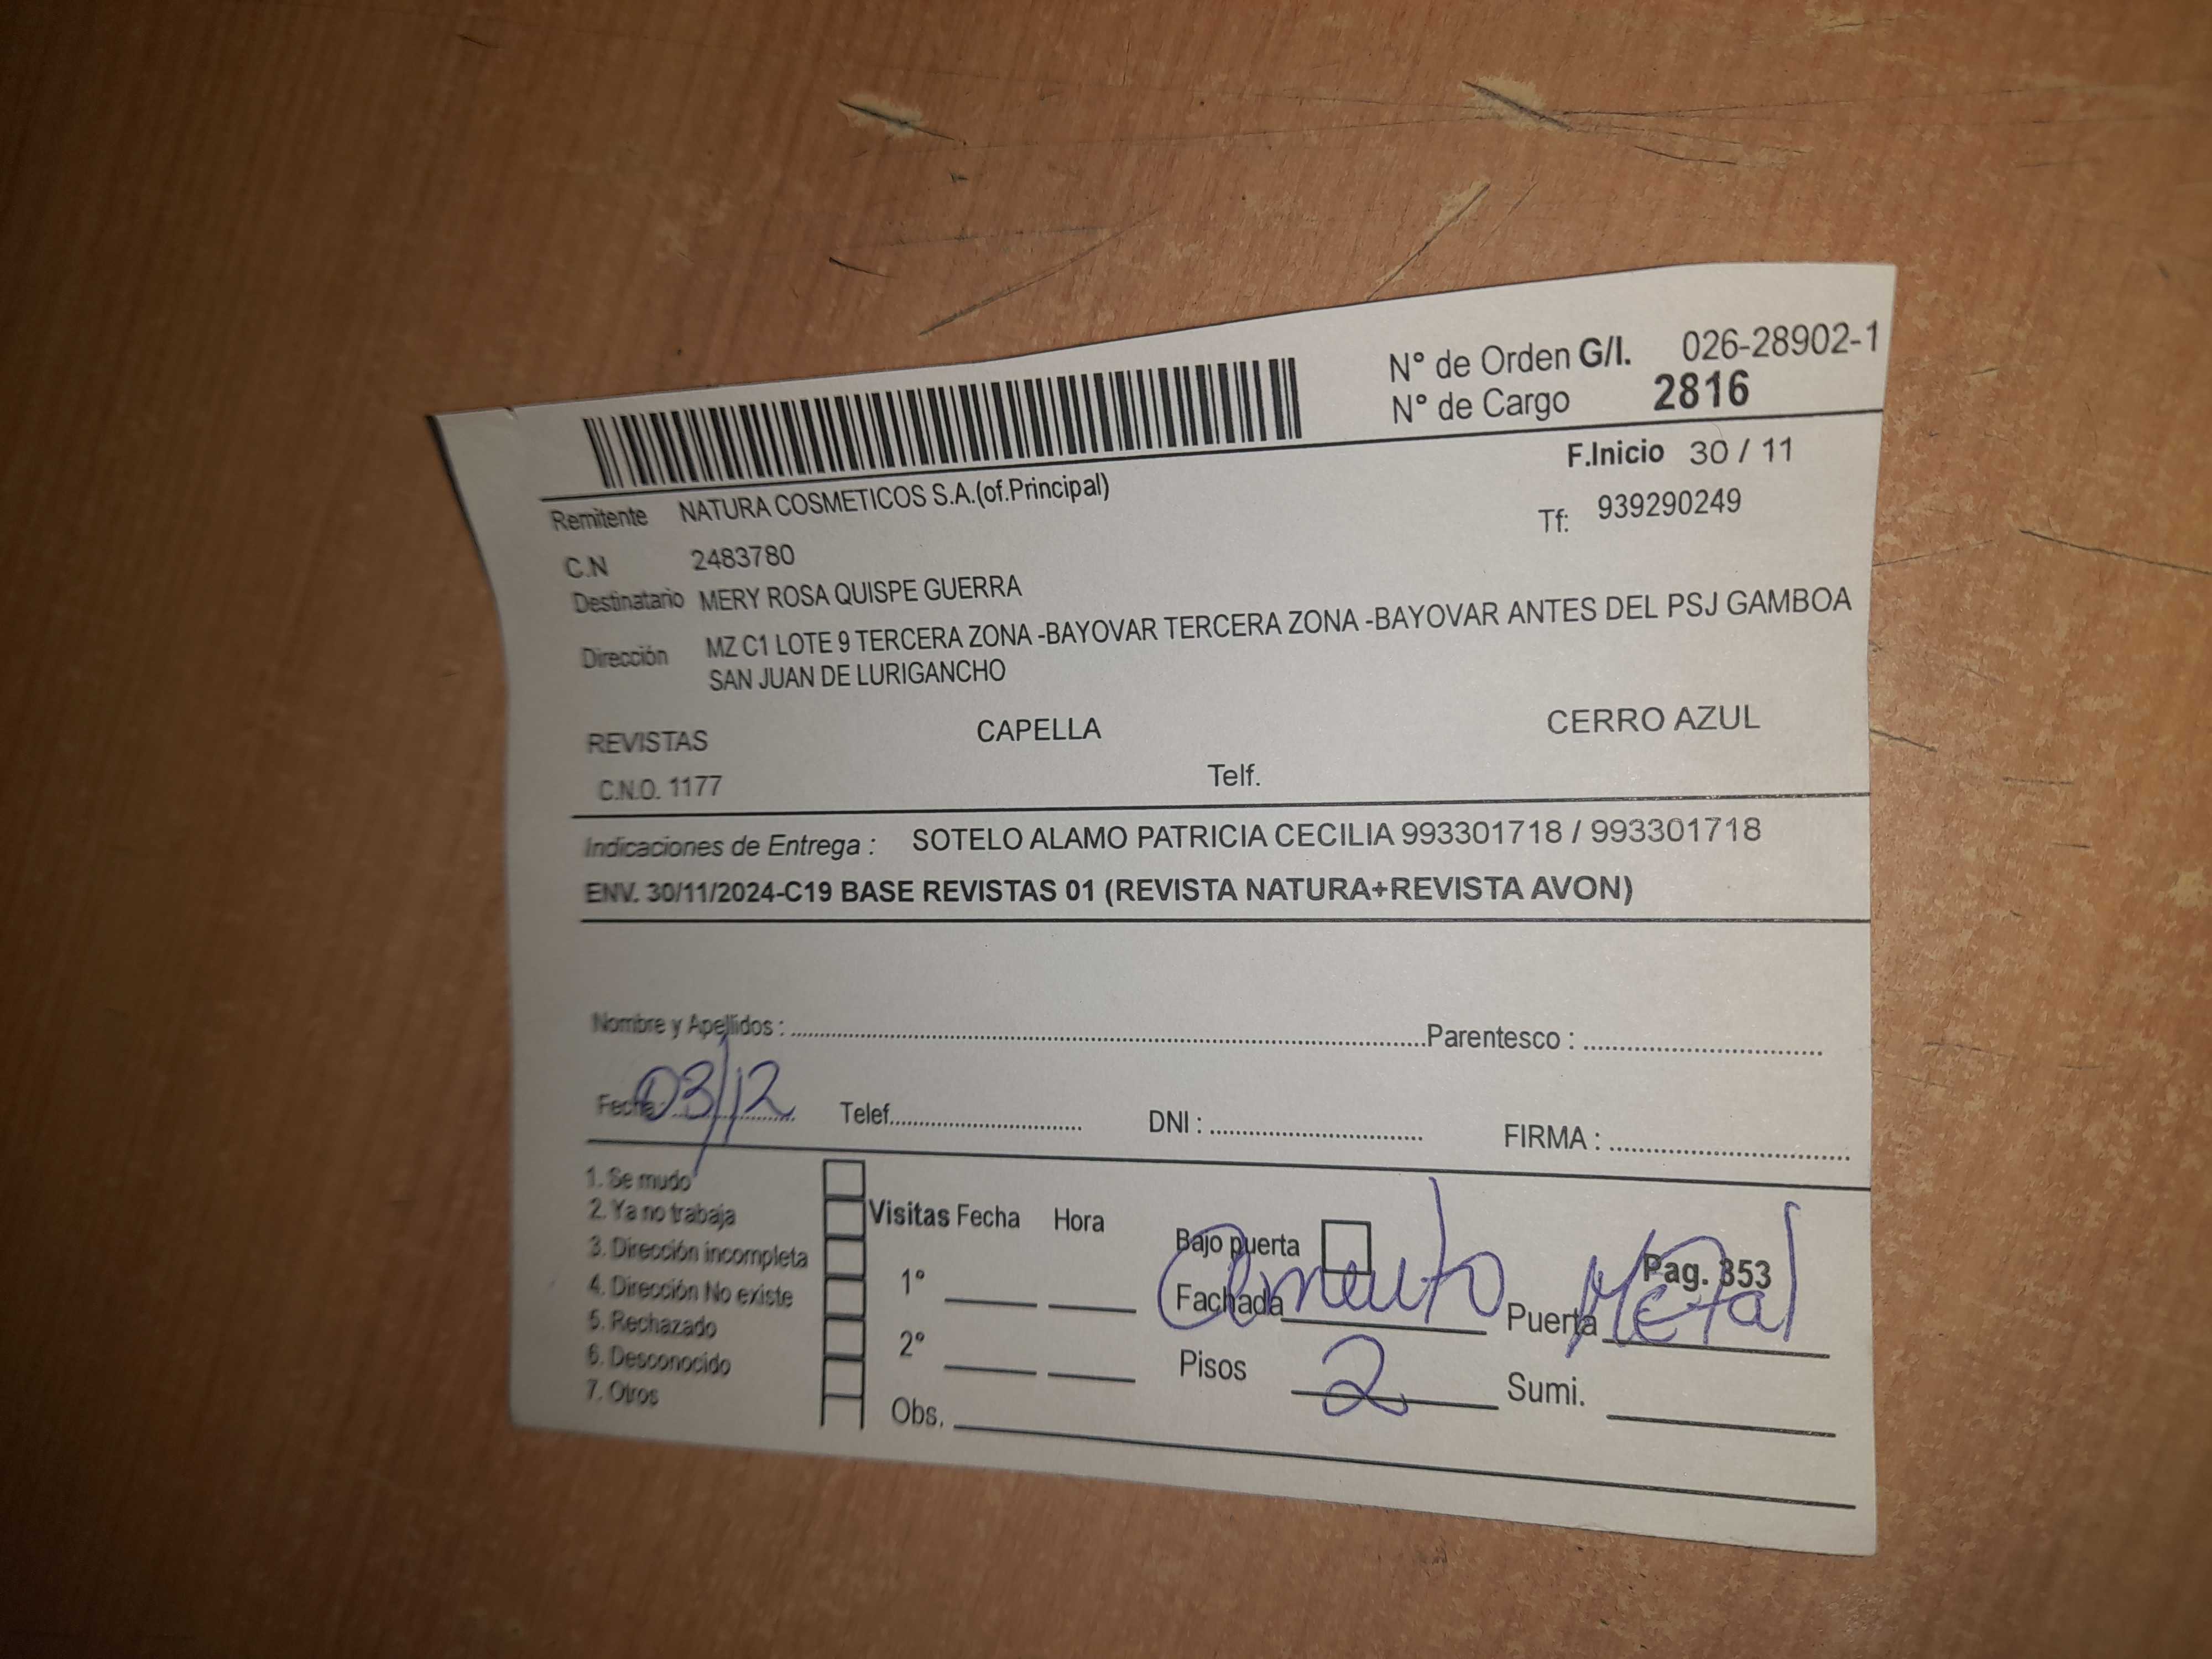 N° de Orden G/I. 026-28902-1
N° de Cargo 2816
F.Inicio 30 / 11
Remitente NATURA COSMETICOS S.A.(of.Principal)
Tf: 939290249
C.N 2483780
Destinatario MERY ROSA QUISPE GUERRA
Dirección MZ C1 LOTE 9 TERCERA ZONA -BAYOVAR TERCERA ZONA -BAYOVAR ANTES DEL PSJ GAMBOA
SAN JUAN DE LURIGANCHO
REVISTAS CAPELLA CERRO AZUL
C.N.O. 1177 Telf.
Indicaciones de Entrega : SOTELO ALAMO PATRICIA CECILIA 993301718 / 993301718
ENV. 30/11/2024-C19 BASE REVISTAS 01 (REVISTA NATURA+REVISTA AVON)
Nombre y Apellidos : Parentesco :
Fecha: 03/12 Telef. DNI : FIRMA :
1. Se mudo
2. Ya no trabaja
3. Dirección incompleta
4. Dirección No existe
5. Rechazado
6. Desconocido
7. Otros
Visitas Fecha Hora
1°
2°
Obs.
Bajo puerta Pag. 353
Fachada Cemento Puerta Metal
Pisos 2 Sumi.